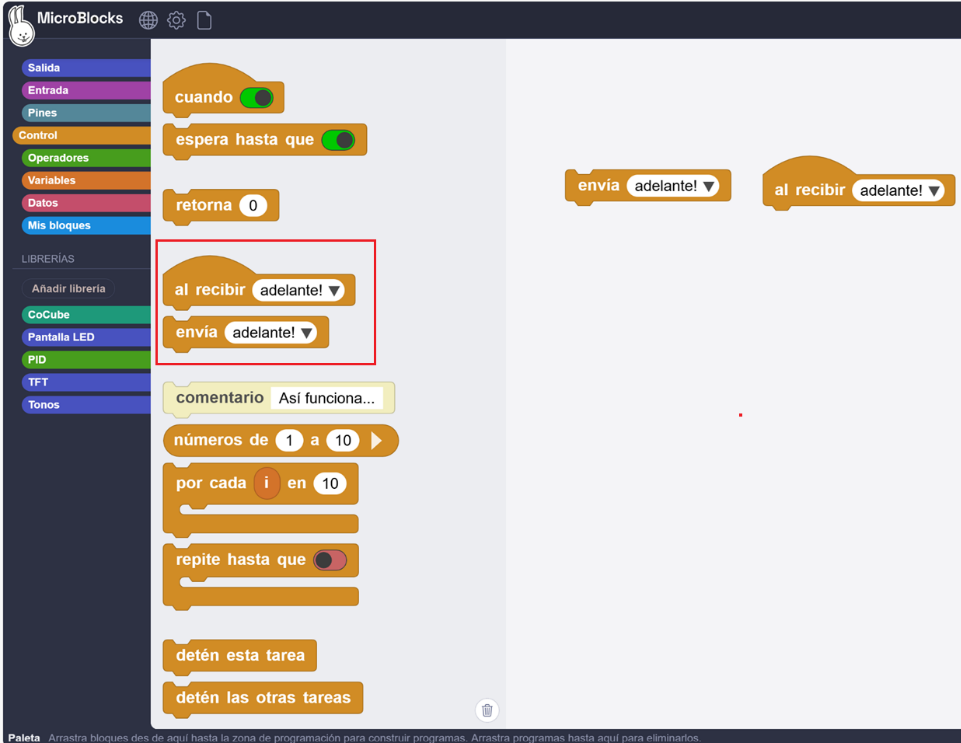 MicroBlocks
Salida
Entrada
Pines
Control
Operadores
Variables
Datos
Mis bloques
LIBRERÍAS
Añadir librería
CoCube
Pantalla LED
PID
TFT
Tonos
cuando
espera hasta que
retorna 0
al recibir adelante!
envía adelante!
comentario Así funciona...
números de 1 a 10
por cada i en 10
repite hasta que
detén esta tarea
detén las otras tareas
envía adelante!
al recibir adelante!
Paleta Arrastra bloques des de aquí hasta la zona de programación para construir programas. Arrastra programas hasta aquí para eliminarlos.